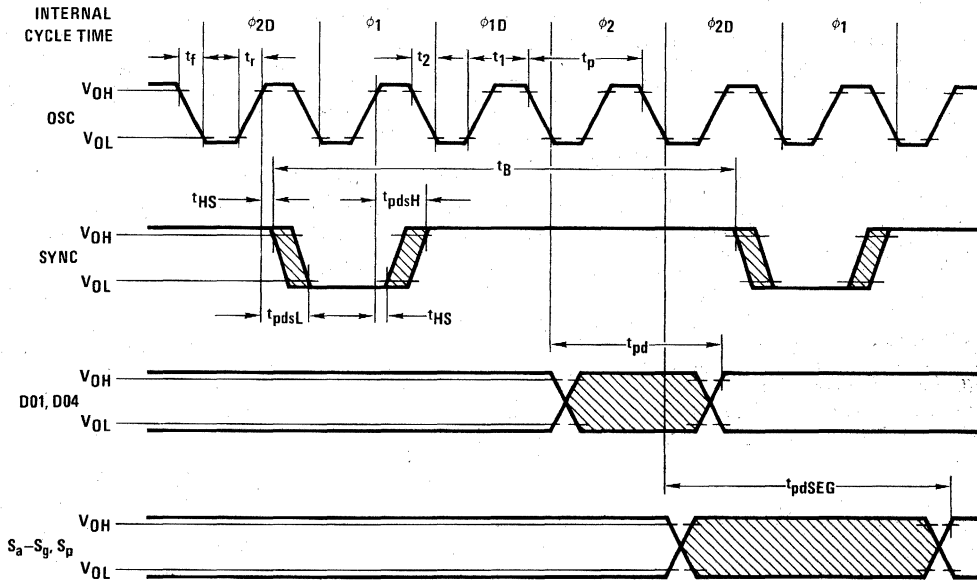 INTERNAL
CYCLE TIME
ϕ2D ϕ1 ϕ1D ϕ2 ϕ2D ϕ1
tf tr t2 t1 tp
VOH
OSC
VOL
tB
tHS tpdsH
VOH
SYNC
VOL
tpdsL tHS
tpd
VOH
D01, D04
VOL
tpdSEG
VOH
Sa–Sg, Sp
VOL